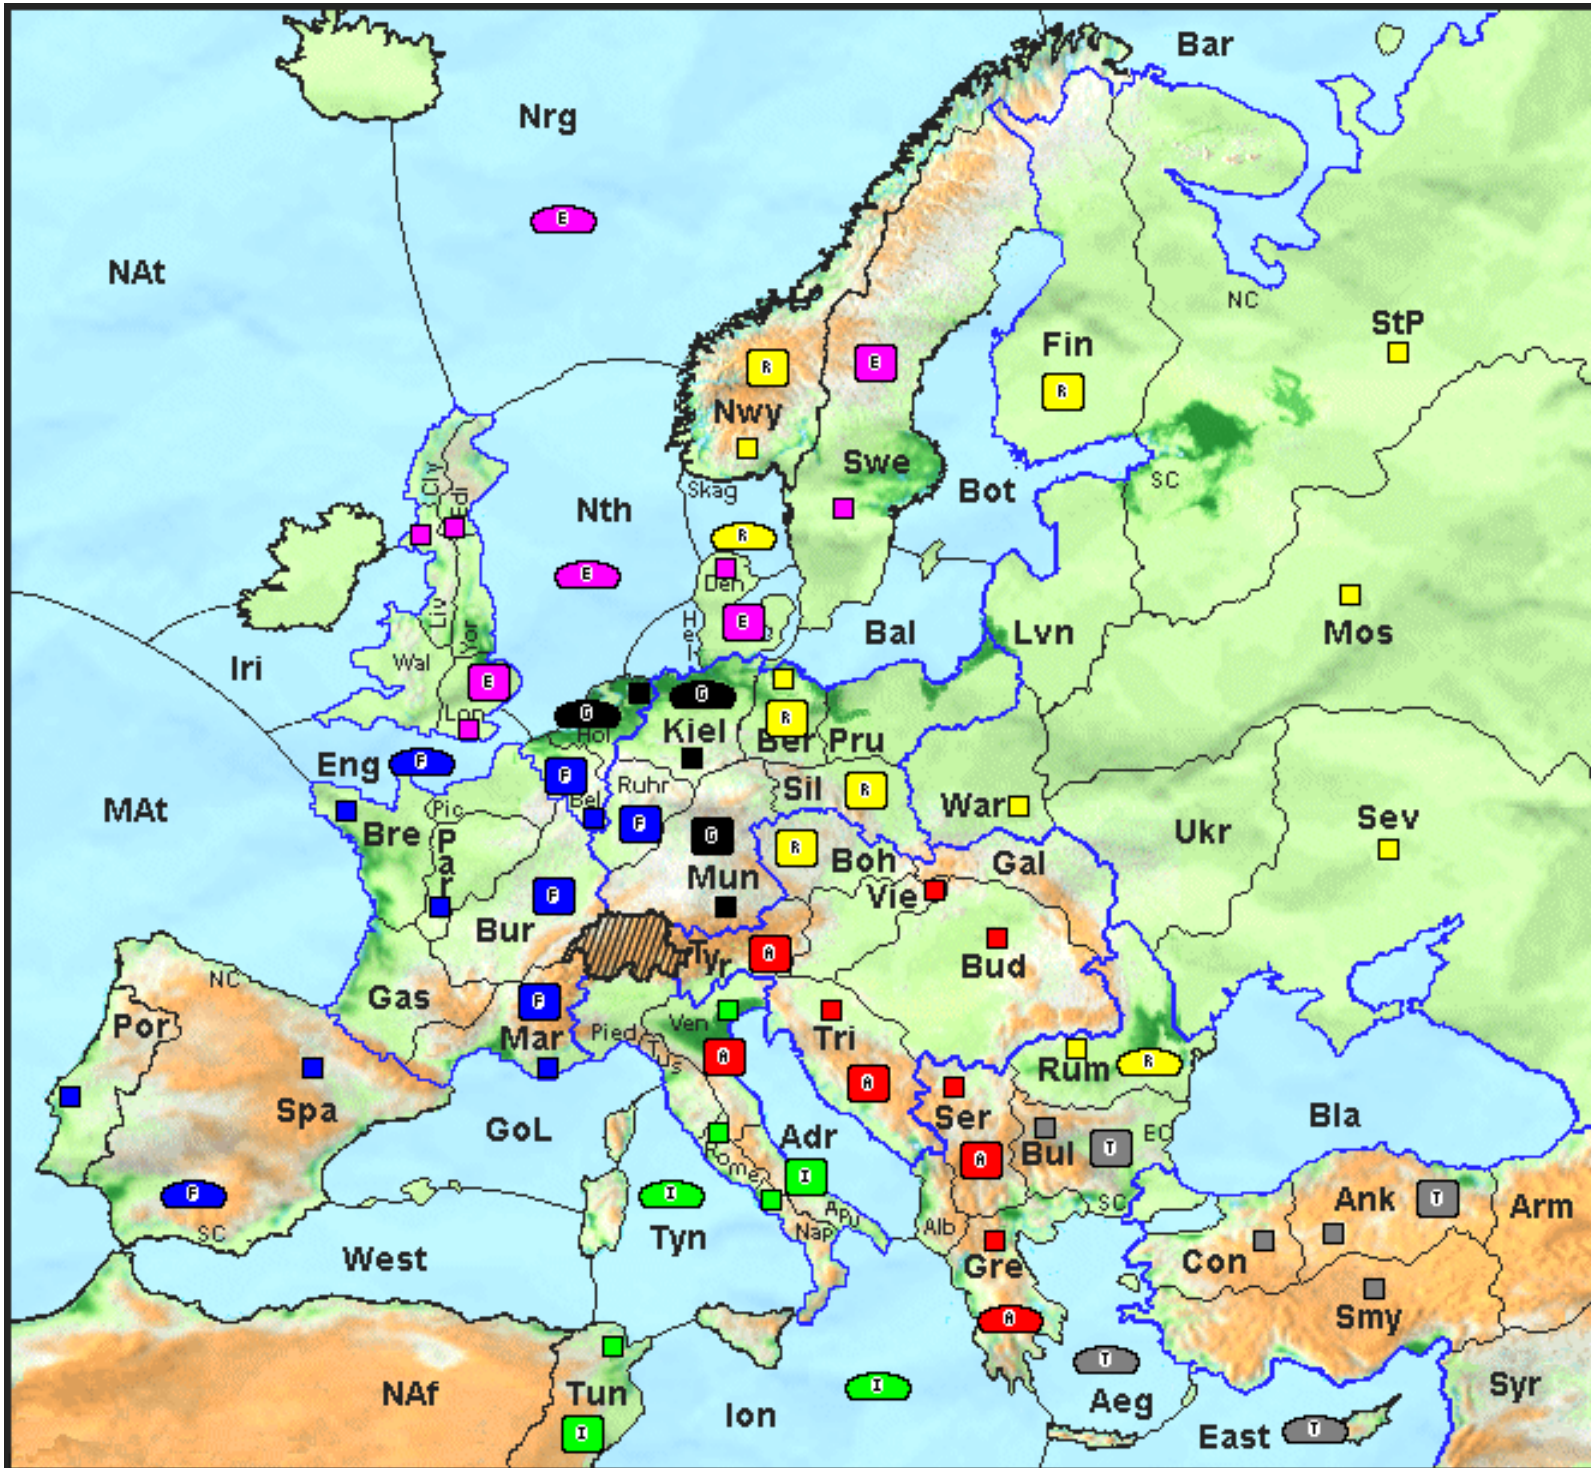 Bar
Nrg
E
NAt
NC
StP
Fin
R
E
R
Nwy
Swe
Bot
SC
Skag
Cly
Edi
Nth
R
E
Den
Liv
Yor
E
Bal
Lvn
Mos
Iri
Wal
Hel
E
G
G
R
Lon
Hol
Kiel
Ber
Pru
Eng
F
F
Ruhr
Sil
R
War
MAt
Pic
Bel
F
G
R
Boh
Gal
Ukr
Sev
Bre
Par
Mun
Vie
F
Bur
Tyr
A
Bud
NC
Gas
F
Por
Mar
Pied
Ven
Tus
A
Tri
A
Rum
R
Spa
GoL
Adr
Ser
Bul
T
EC
Bla
Rome
A
F
SC
I
I
Apu
Nap
Alb
SC
Ank
T
Arm
West
Tyn
Gre
Con
A
Smy
T
NAf
Tun
I
Ion
I
Aeg
Syr
East
T